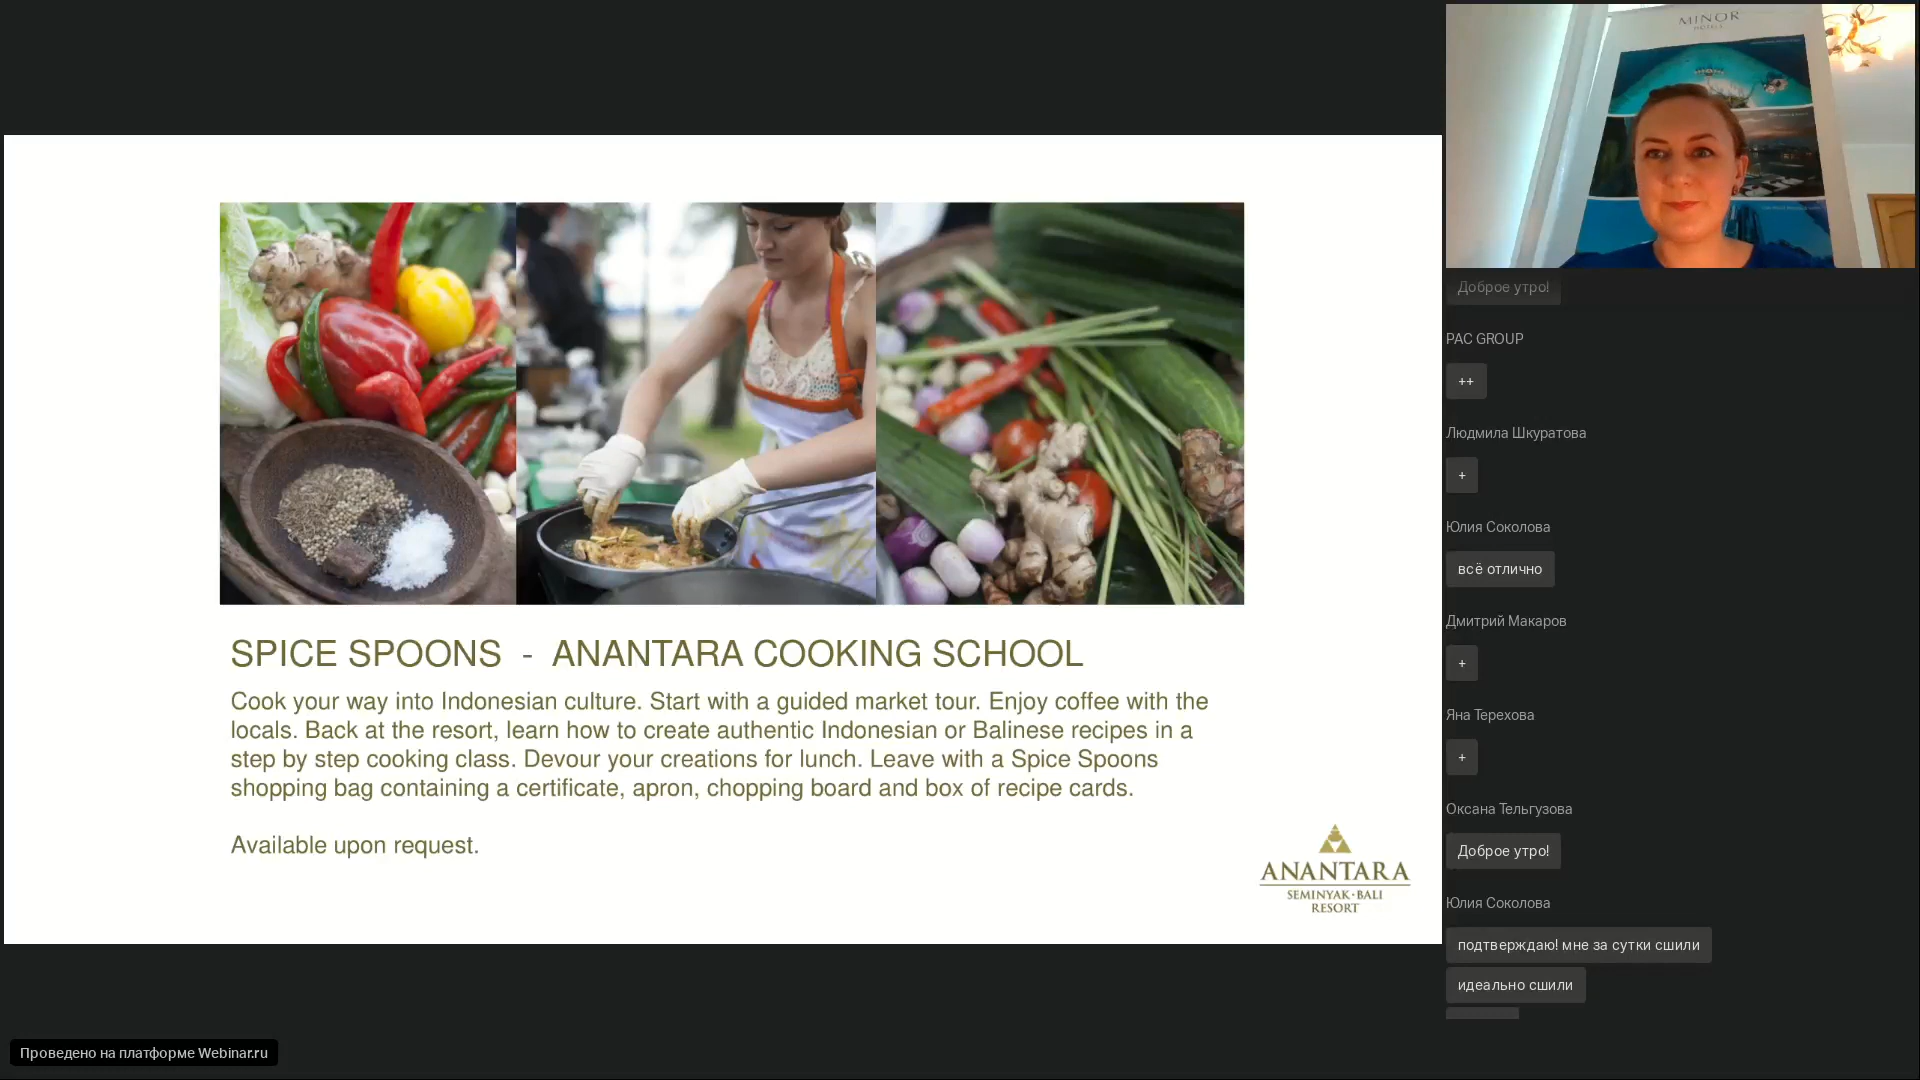 MINOR
HOTELS
SPICE SPOONS - ANANTARA COOKING SCHOOL
Cook your way into Indonesian culture. Start with a guided market tour. Enjoy coffee with the
locals. Back at the resort, learn how to create authentic Indonesian or Balinese recipes in a
step by step cooking class. Devour your creations for lunch. Leave with a Spice Spoons
shopping bag containing a certificate, apron, chopping board and box of recipe cards.
Available upon request.
ANANTARA
SEMINYAK·BALI
RESORT
Доброе утро!
PAC GROUP
++
Людмила Шкуратова
+
Юлия Соколова
всё отлично
Дмитрий Макаров
+
Яна Терехова
+
Оксана Тельгузова
Доброе утро!
Юлия Соколова
подтверждаю! мне за сутки сшили
идеально сшили
Проведено на платформе Webinar.ru